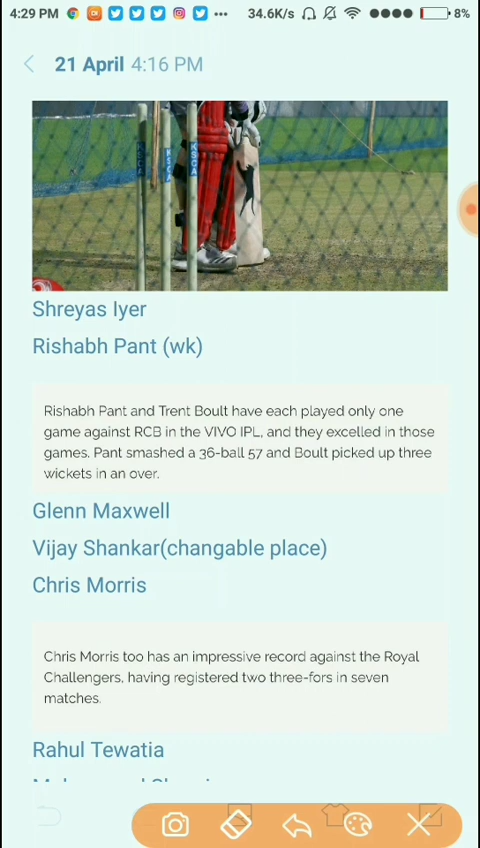 4:29 PM
34.6K/s
8%
21 April 4:16 PM
KSCA
KSCA
KSCA
Shreyas Iyer
Rishabh Pant (wk)
Rishabh Pant and Trent Boult have each played only one
game against RCB in the VIVO IPL, and they excelled in those
games. Pant smashed a 36-ball 57 and Boult picked up three
wickets in an over.
Glenn Maxwell
Vijay Shankar(changable place)
Chris Morris
Chris Morris too has an impressive record against the Royal
Challengers, having registered two three-fors in seven
matches.
Rahul Tewatia